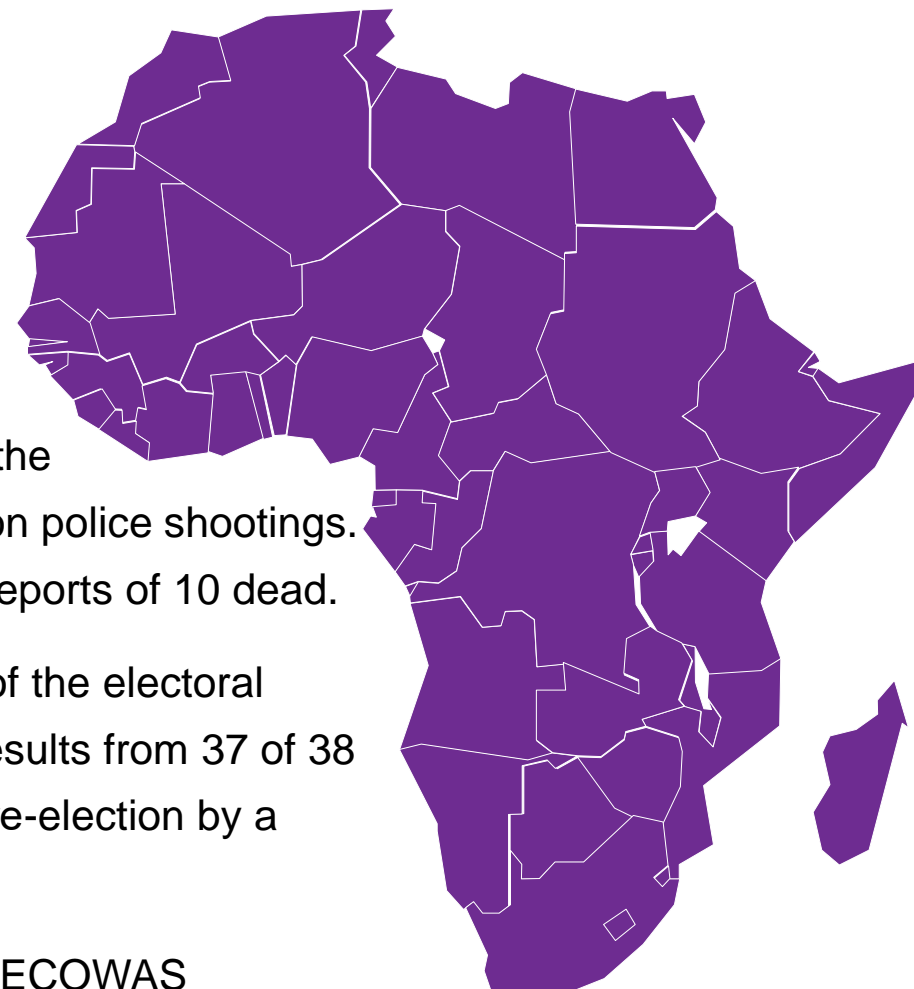 the
on police shootings.
eports of 10 dead.
of the electoral
esults from 37 of 38
e-election by a
ECOWAS